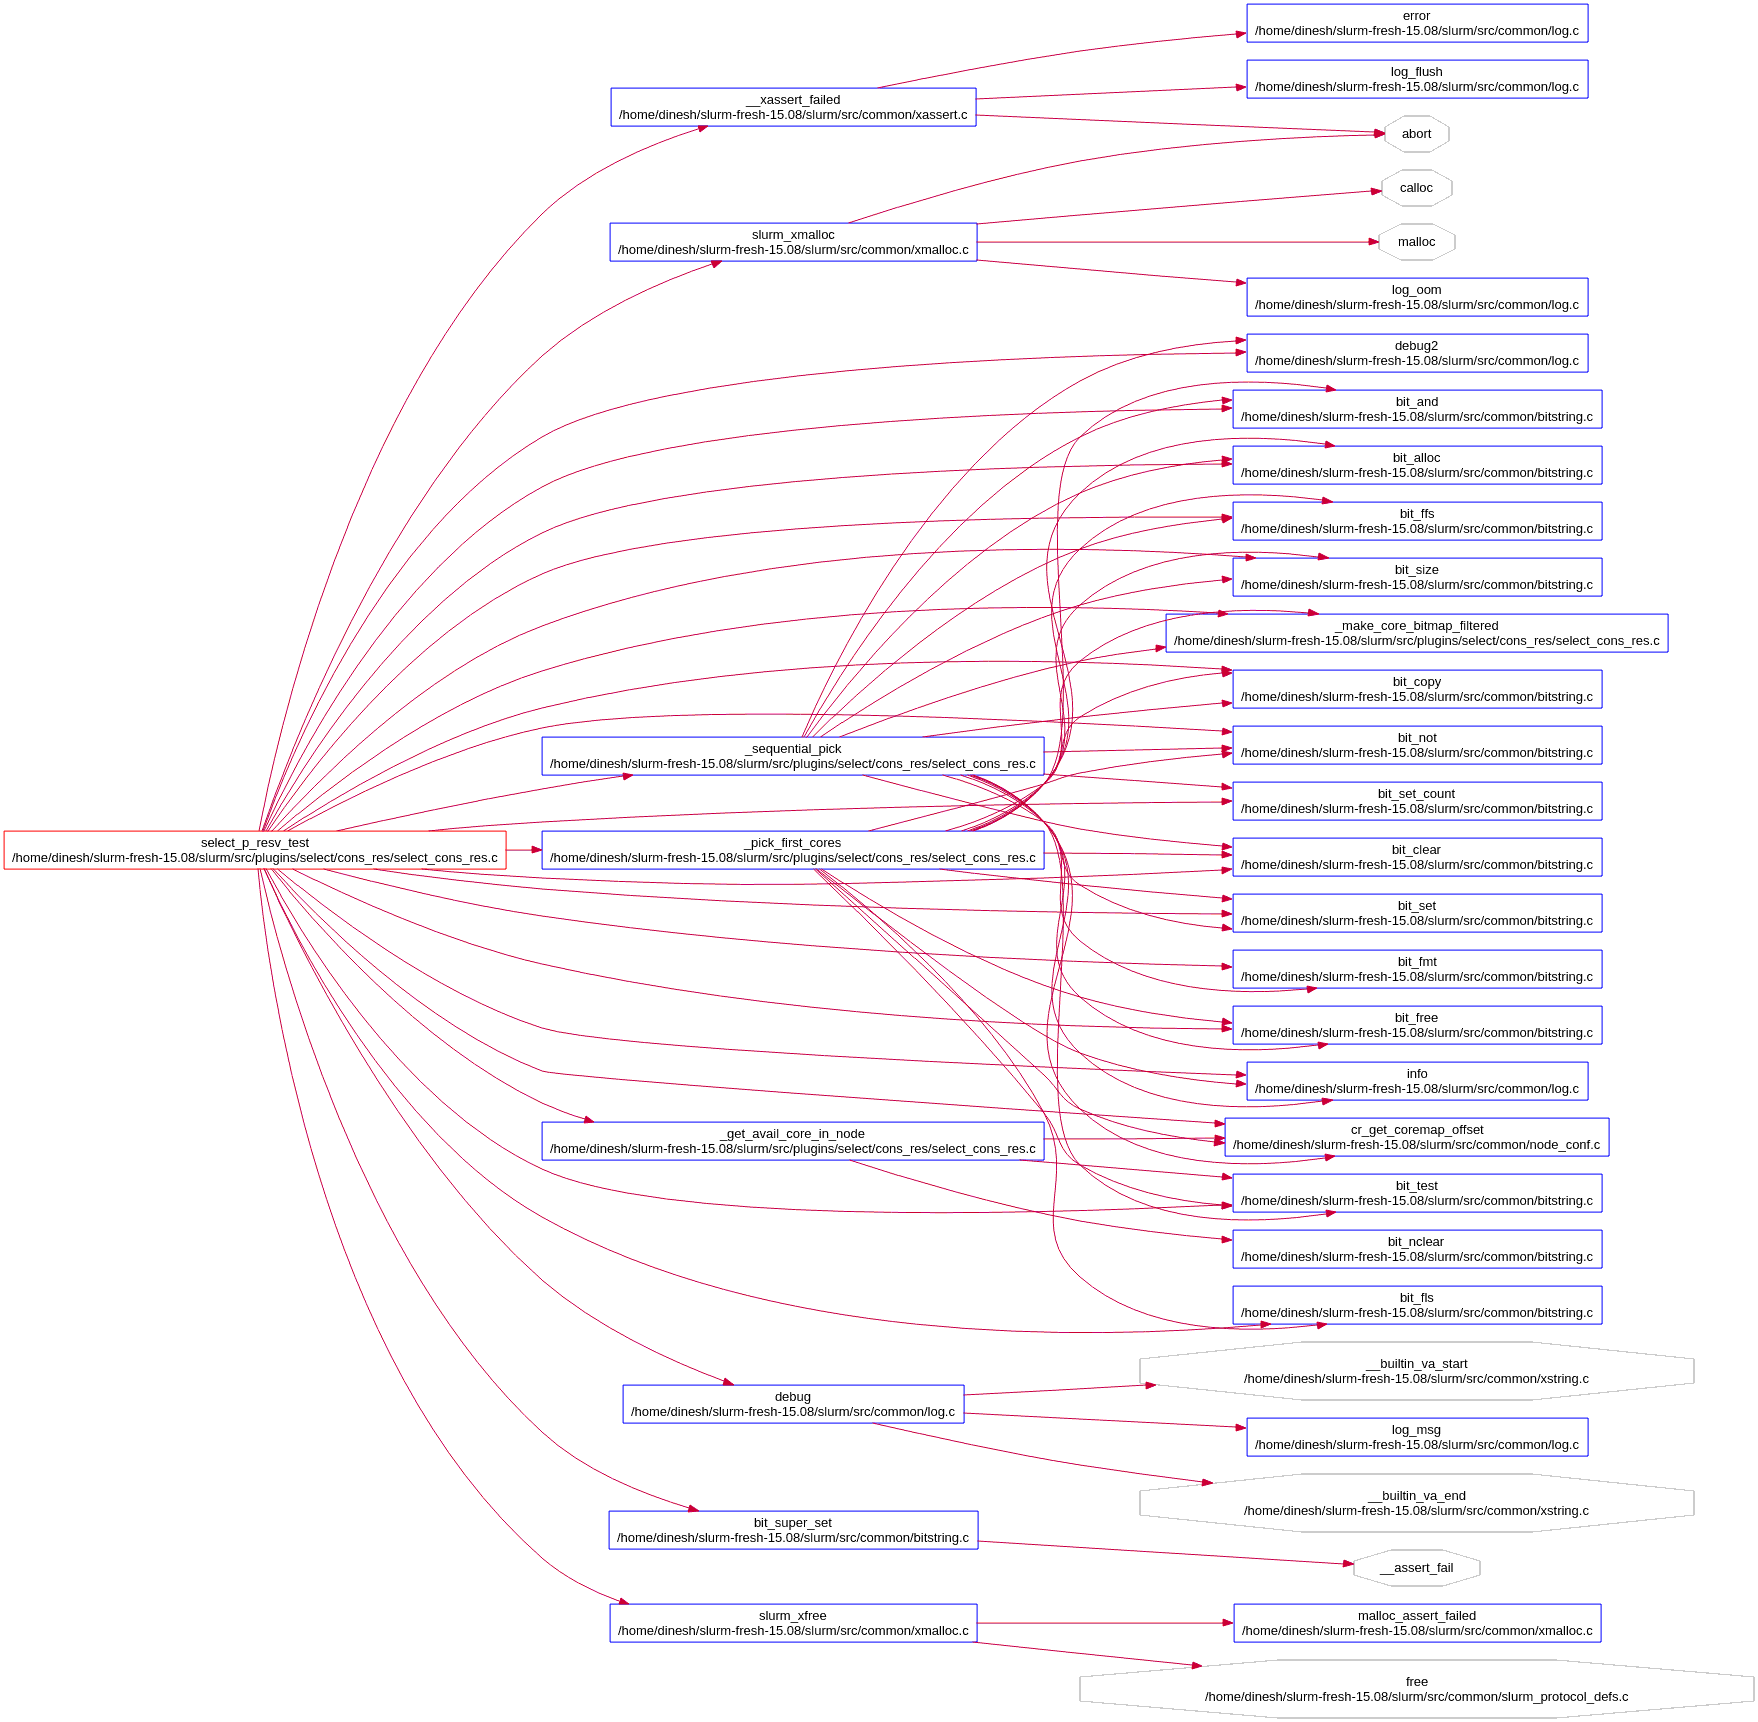 error
/home/dinesh/slurm-fresh-15.08/slurm/src/common/log.c
log_flush
/home/dinesh/slurm-fresh-15.08/slurm/src/common/log.c
__xassert_failed
/home/dinesh/slurm-fresh-15.08/slurm/src/common/xassert.c
abort
calloc
slurm_xmalloc
/home/dinesh/slurm-fresh-15.08/slurm/src/common/xmalloc.c
malloc
log_oom
/home/dinesh/slurm-fresh-15.08/slurm/src/common/log.c
debug2
/home/dinesh/slurm-fresh-15.08/slurm/src/common/log.c
bit_and
/home/dinesh/slurm-fresh-15.08/slurm/src/common/bitstring.c
bit_alloc
/home/dinesh/slurm-fresh-15.08/slurm/src/common/bitstring.c
bit_ffs
/home/dinesh/slurm-fresh-15.08/slurm/src/common/bitstring.c
bit_size
/home/dinesh/slurm-fresh-15.08/slurm/src/common/bitstring.c
_make_core_bitmap_filtered
/home/dinesh/slurm-fresh-15.08/slurm/src/plugins/select/cons_res/select_cons_res.c
bit_copy
/home/dinesh/slurm-fresh-15.08/slurm/src/common/bitstring.c
bit_not
/home/dinesh/slurm-fresh-15.08/slurm/src/common/bitstring.c
_sequential_pick
/home/dinesh/slurm-fresh-15.08/slurm/src/plugins/select/cons_res/select_cons_res.c
bit_set_count
/home/dinesh/slurm-fresh-15.08/slurm/src/common/bitstring.c
select_p_resv_test
/home/dinesh/slurm-fresh-15.08/slurm/src/plugins/select/cons_res/select_cons_res.c
_pick_first_cores
/home/dinesh/slurm-fresh-15.08/slurm/src/plugins/select/cons_res/select_cons_res.c
bit_clear
/home/dinesh/slurm-fresh-15.08/slurm/src/common/bitstring.c
bit_set
/home/dinesh/slurm-fresh-15.08/slurm/src/common/bitstring.c
bit_fmt
/home/dinesh/slurm-fresh-15.08/slurm/src/common/bitstring.c
bit_free
/home/dinesh/slurm-fresh-15.08/slurm/src/common/bitstring.c
info
/home/dinesh/slurm-fresh-15.08/slurm/src/common/log.c
_get_avail_core_in_node
/home/dinesh/slurm-fresh-15.08/slurm/src/plugins/select/cons_res/select_cons_res.c
cr_get_coremap_offset
/home/dinesh/slurm-fresh-15.08/slurm/src/common/node_conf.c
bit_test
/home/dinesh/slurm-fresh-15.08/slurm/src/common/bitstring.c
bit_nclear
/home/dinesh/slurm-fresh-15.08/slurm/src/common/bitstring.c
bit_fls
/home/dinesh/slurm-fresh-15.08/slurm/src/common/bitstring.c
__builtin_va_start
/home/dinesh/slurm-fresh-15.08/slurm/src/common/xstring.c
debug
/home/dinesh/slurm-fresh-15.08/slurm/src/common/log.c
log_msg
/home/dinesh/slurm-fresh-15.08/slurm/src/common/log.c
__builtin_va_end
/home/dinesh/slurm-fresh-15.08/slurm/src/common/xstring.c
bit_super_set
/home/dinesh/slurm-fresh-15.08/slurm/src/common/bitstring.c
__assert_fail
slurm_xfree
/home/dinesh/slurm-fresh-15.08/slurm/src/common/xmalloc.c
malloc_assert_failed
/home/dinesh/slurm-fresh-15.08/slurm/src/common/xmalloc.c
free
/home/dinesh/slurm-fresh-15.08/slurm/src/common/slurm_protocol_defs.c